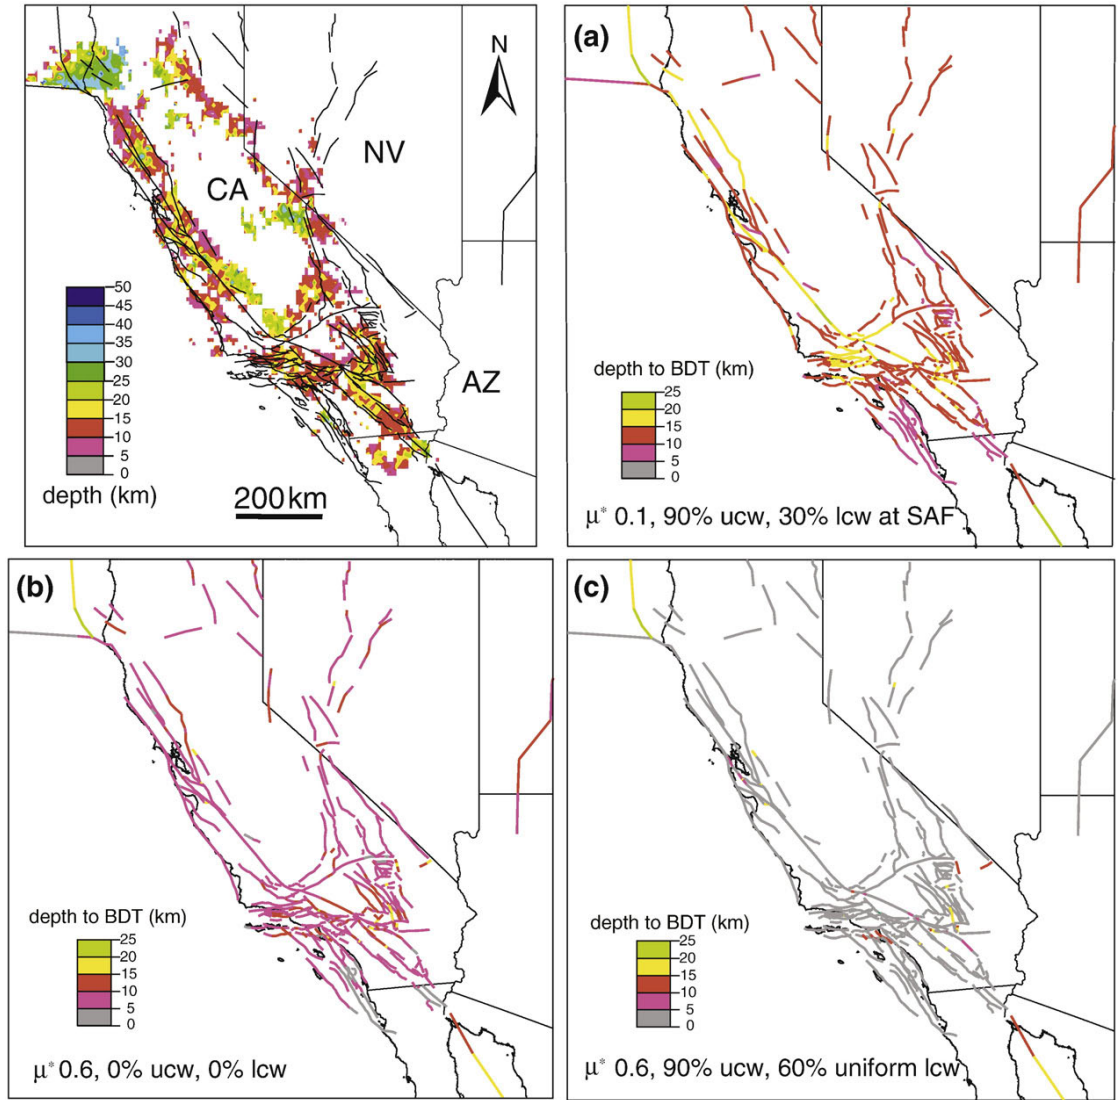 N
NV
CA
AZ
50
45
40
35
30
25
20
15
10
5
0
depth (km)
200km
(a)
depth to BDT (km)
25
20
15
10
5
0
μ* 0.1, 90% ucw, 30% lcw at SAF
(b)
depth to BDT (km)
25
20
15
10
5
0
μ* 0.6, 0% ucw, 0% lcw
(c)
depth to BDT (km)
25
20
15
10
5
0
μ* 0.6, 90% ucw, 60% uniform lcw